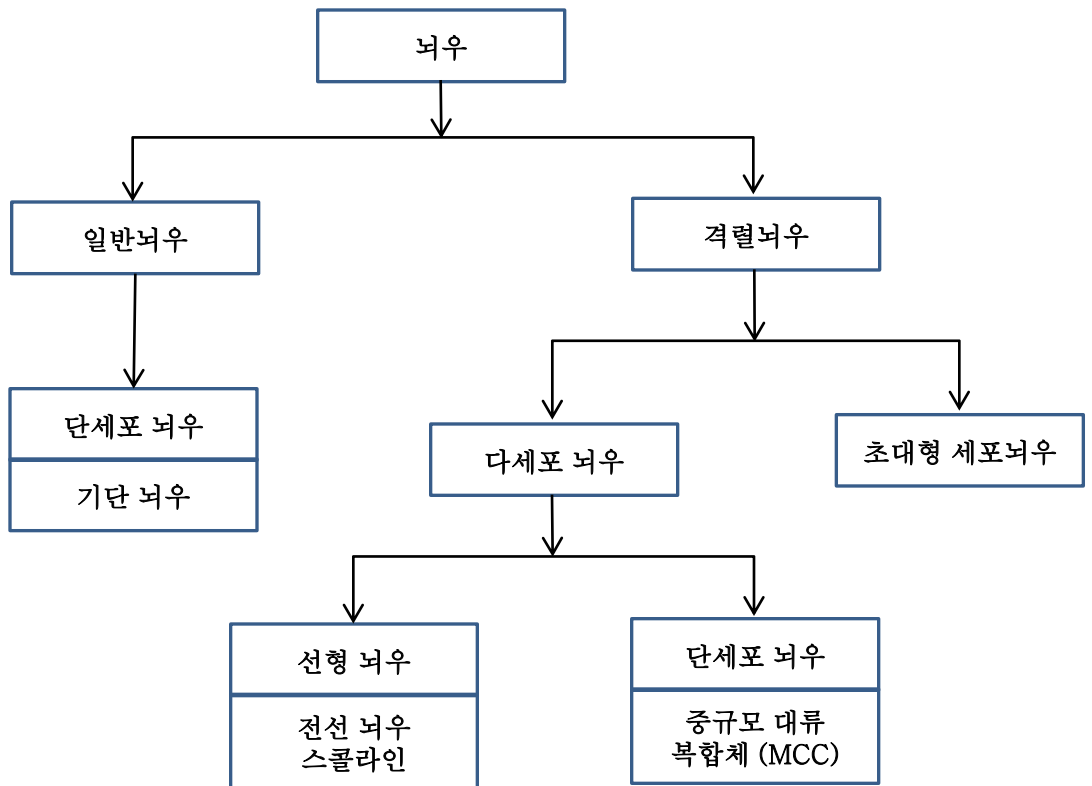 뇌우
일반뇌우
격렬뇌우
단세포 뇌우
기단 뇌우
다세포 뇌우
초대형 세포뇌우
선형 뇌우
전선 뇌우
스콜라인
단세포 뇌우
중규모 대류
복합체 (MCC)